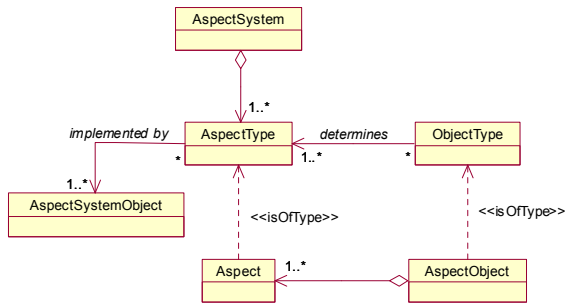 AspectSystem
1..*
implemented by
AspectType
determines
ObjectType
*
1..*
*
1..*
AspectSystemObject
<<isOfType>>
<<isOfType>>
Aspect
1..*
AspectObject